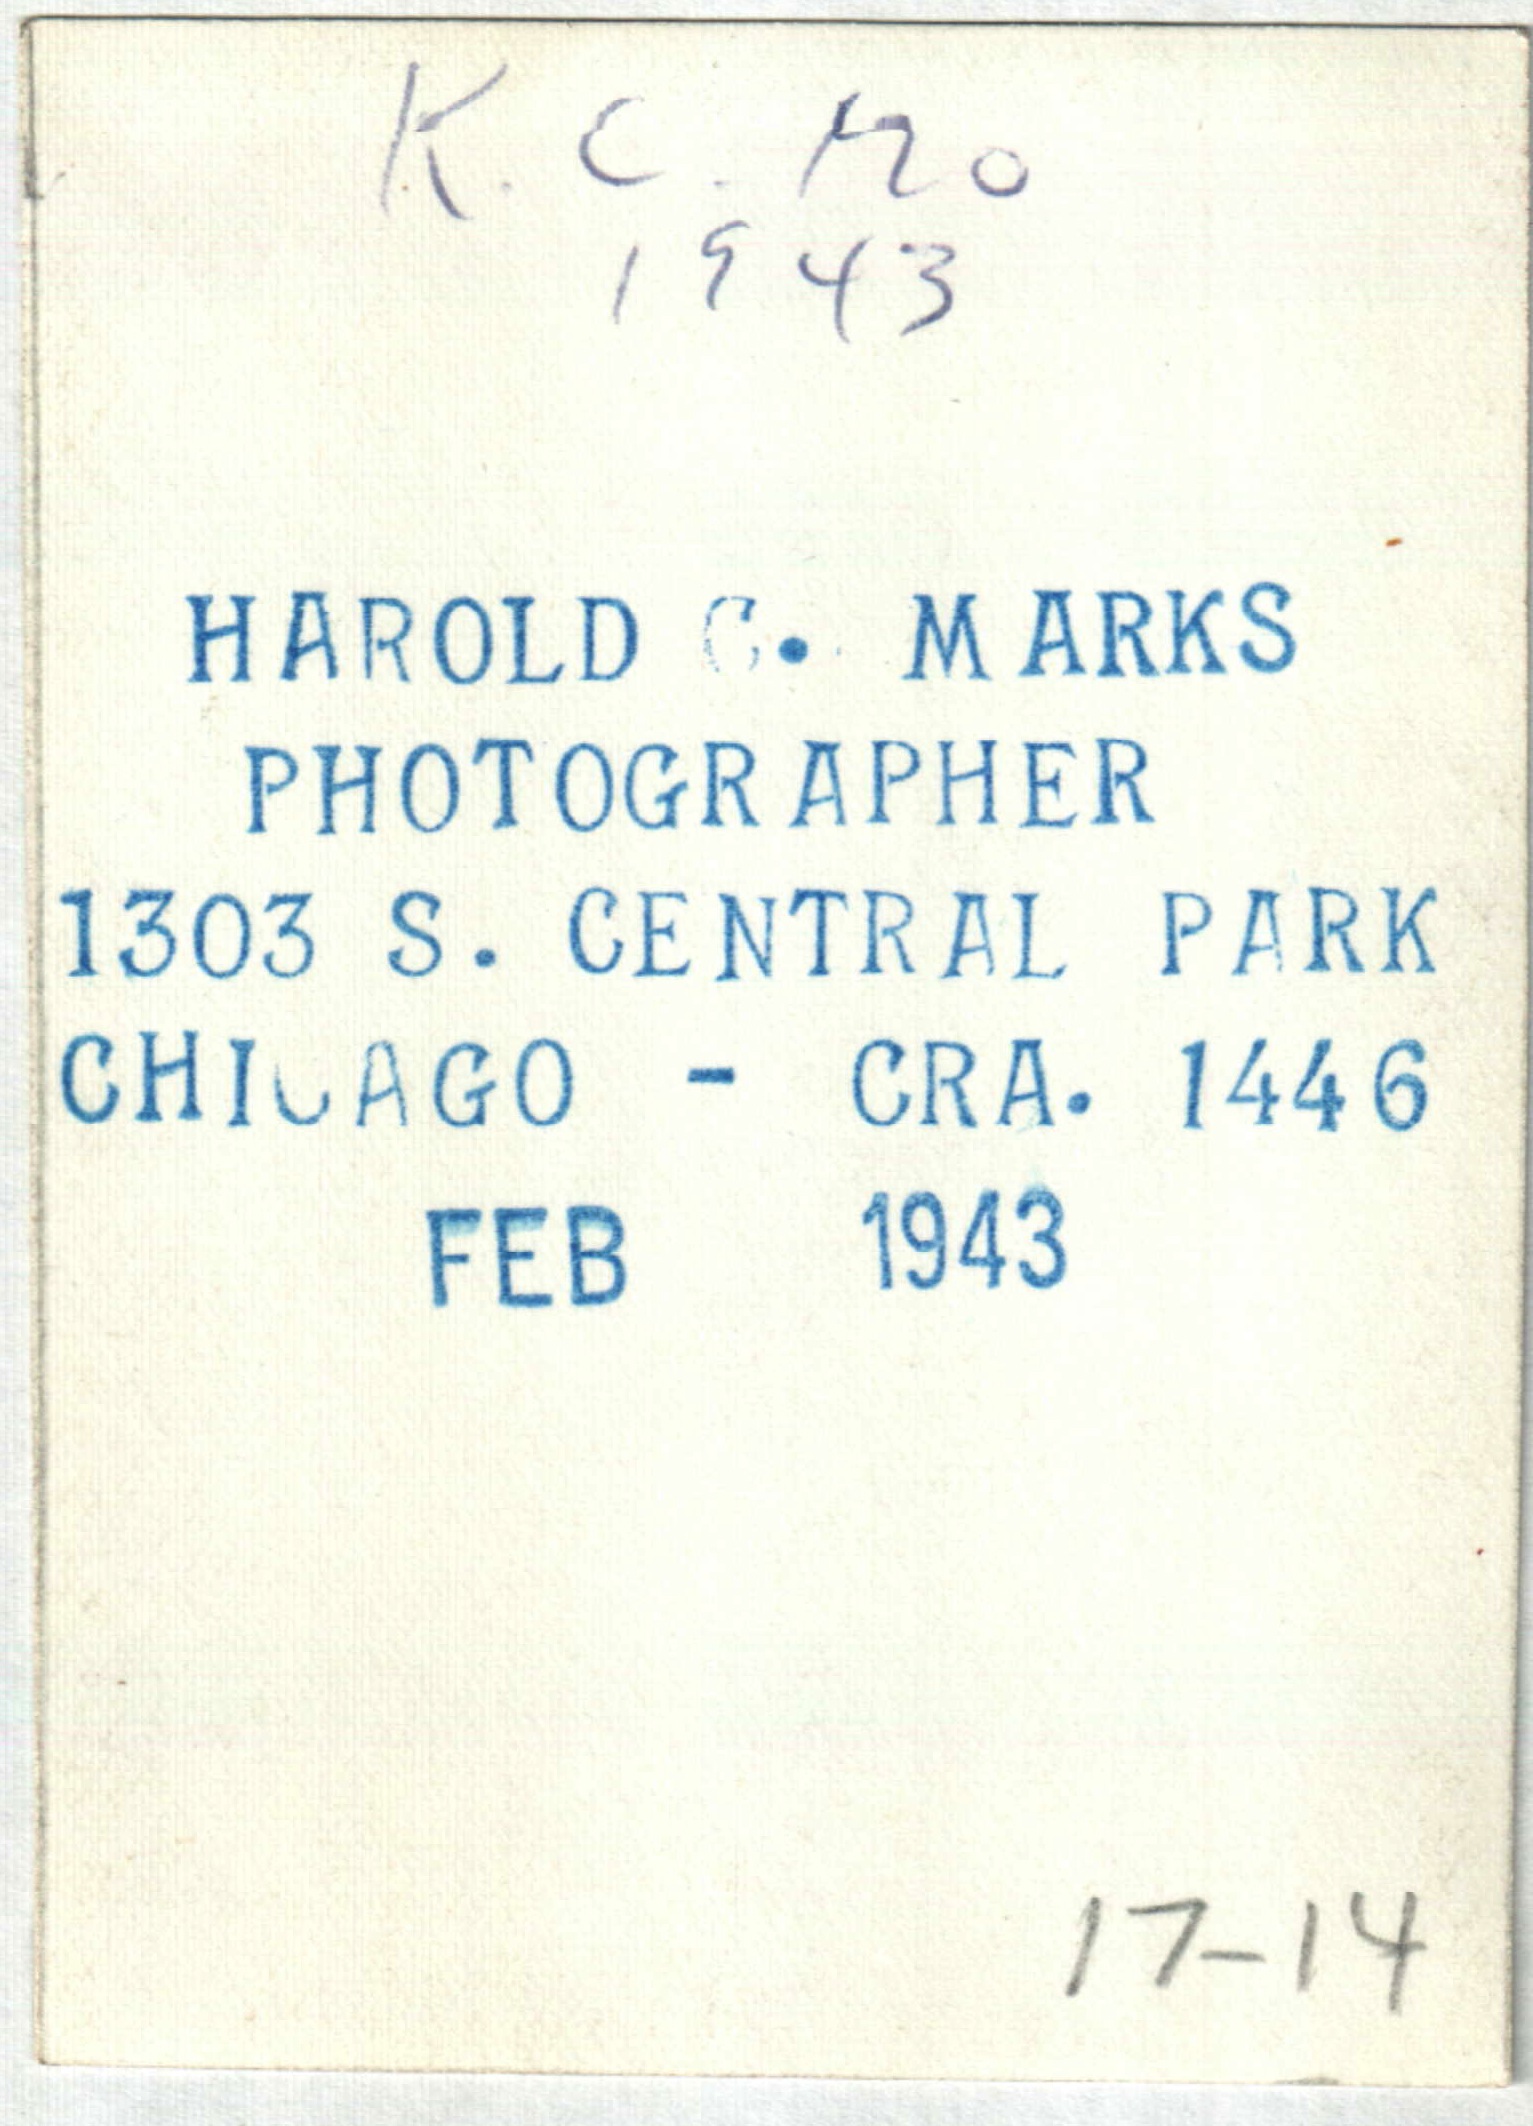 K. C. Mo
1943
HAROLD C. MARKS
PHOTOGRAPHER
1303 S. CENTRAL PARK
CHICAGO - CRA. 1446
FEB 1943
17-14